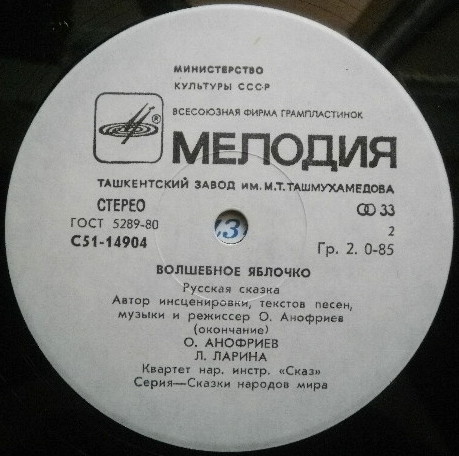 МИНИСТЕРСТВО
КУЛЬТУРЫ СССР
ВСЕСОЮЗНАЯ ФИРМА ГРАМПЛАСТИНОК
®
МЕЛОДИЯ
ТАШКЕНТСКИЙ ЗАВОД ИМ. М.Т. ТАШМУХАМЕДОВА
СТЕРЕО 33
ГОСТ 5289-80 2
С51-14904 Гр. 2. 0-85
ВОЛШЕБНОЕ ЯБЛОЧКО
Русская сказка
Автор инсценировки, текстов песен,
музыки и режиссер О. Анофриев
(окончание)
О. АНОФРИЕВ
Л. ЛАРИНА
Квартет нар. инстр. «Сказ»
Серия—Сказки народов мира